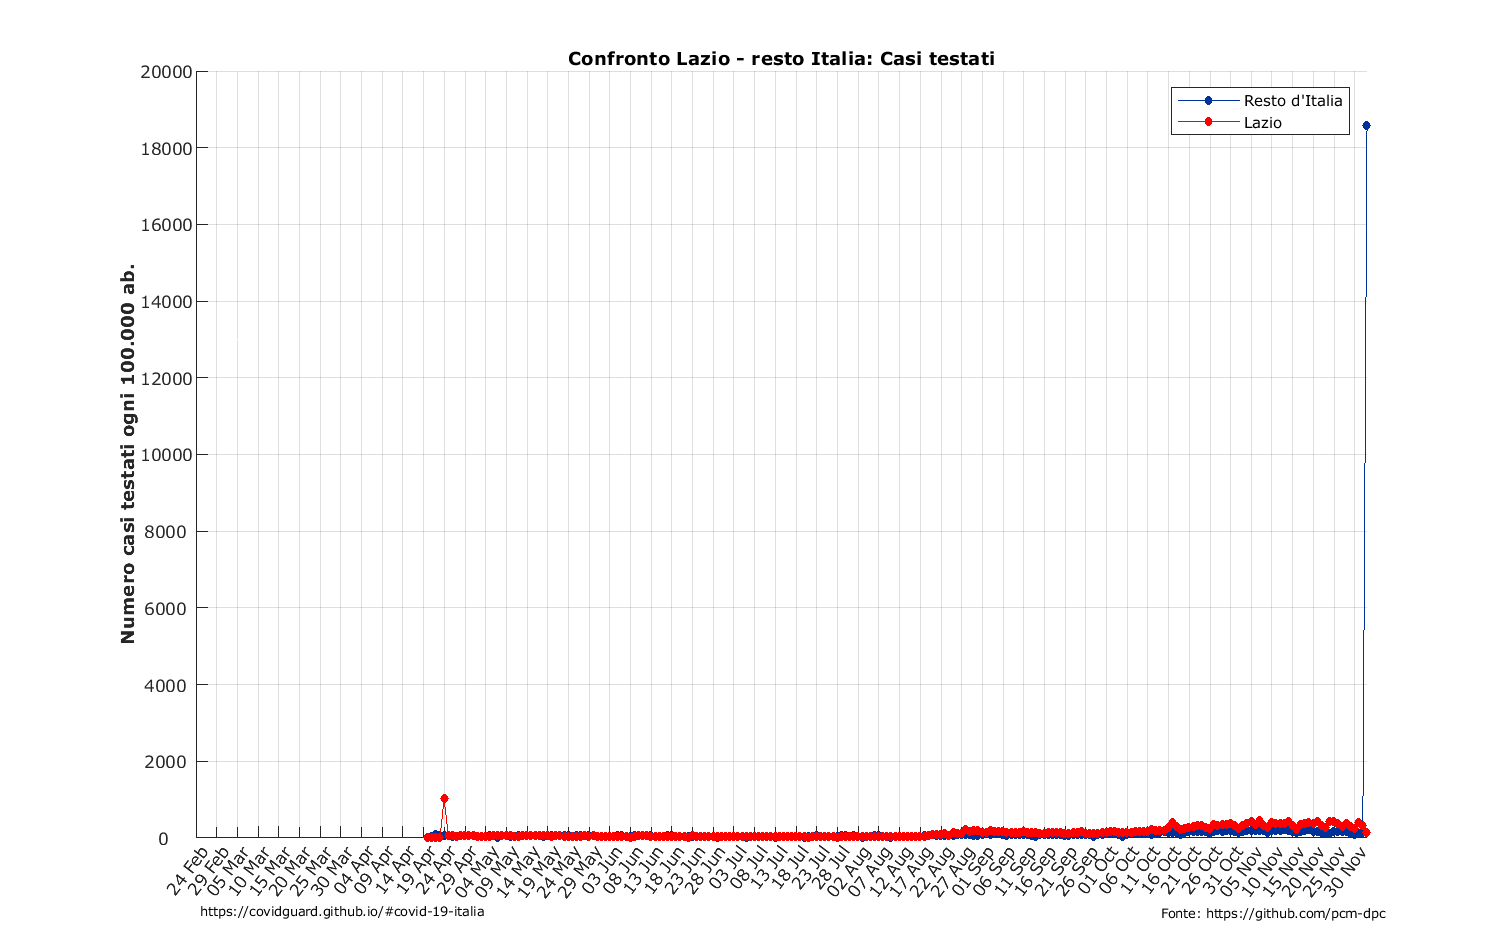 Confronto Lazio - resto Italia: Casi testati
Resto d'Italia
Lazio
Numero casi testati ogni 100.000 ab.
20000
18000
16000
14000
12000
10000
8000
6000
4000
2000
0
24 Feb
29 Feb
05 Mar
10 Mar
15 Mar
20 Mar
25 Mar
30 Mar
04 Apr
09 Apr
14 Apr
19 Apr
24 Apr
29 Apr
04 May
09 May
14 May
19 May
24 May
29 May
03 Jun
08 Jun
13 Jun
18 Jun
23 Jun
28 Jun
03 Jul
08 Jul
13 Jul
18 Jul
23 Jul
28 Jul
02 Aug
07 Aug
12 Aug
17 Aug
22 Aug
27 Aug
01 Sep
06 Sep
11 Sep
16 Sep
21 Sep
26 Sep
01 Oct
06 Oct
11 Oct
16 Oct
21 Oct
26 Oct
31 Oct
05 Nov
10 Nov
15 Nov
20 Nov
25 Nov
30 Nov
https://covidguard.github.io/#covid-19-italia
Fonte: https://github.com/pcm-dpc